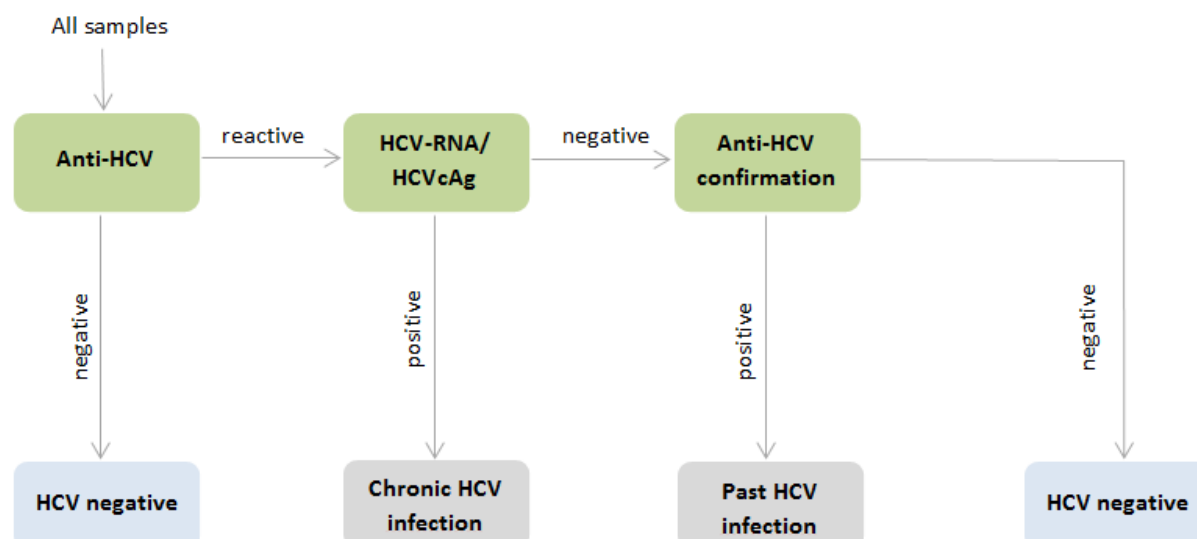 All samples
Anti-HCV
reactive
HCV-RNA/
HCVcAg
negative
Anti-HCV
confirmation
negative
positive
positive
negative
HCV negative
Chronic HCV
infection
Past HCV
infection
HCV negative